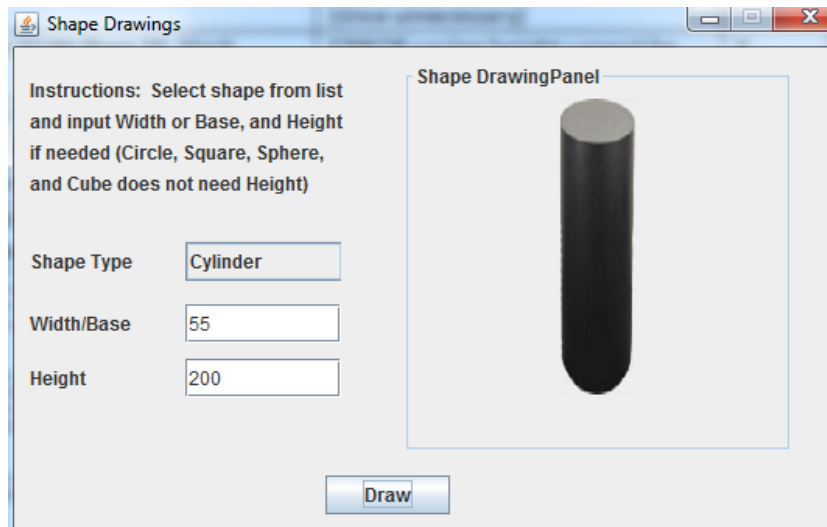 Shape Drawings
Instructions: Select shape from list
and input Width or Base, and Height
if needed (Circle, Square, Sphere,
and Cube does not need Height)
Shape DrawingPanel
Shape Type Cylinder
Width/Base 55
Height 200
Draw